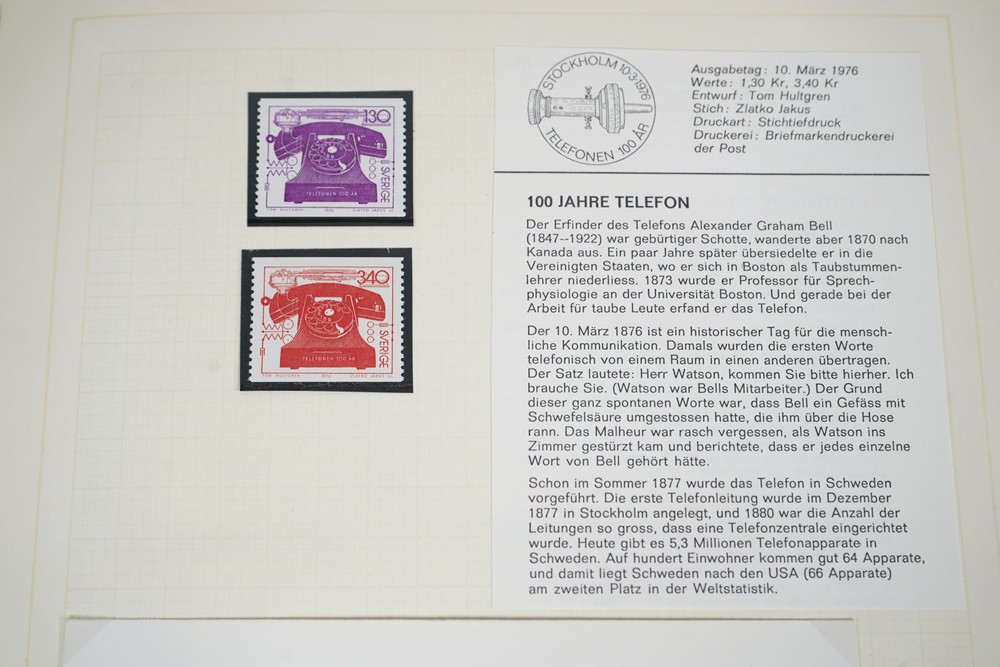 130
SVERIGE
TELEFONEN 100 ÅR
TOM HULTGREN 1976 ZLATKO JAKUS
340
SVERIGE
TELEFONEN 100 ÅR
TOM HULTGREN 1976 ZLATKO JAKUS
STOCKHOLM 10·3·1976
TELEFONEN 100 ÅR
Ausgabetag: 10. März 1976
Werte: 1,30 Kr, 3,40 Kr
Entwurf: Tom Hultgren
Stich: Zlatko Jakus
Druckart: Stichtiefdruck
Druckerei: Briefmarkendruckerei
der Post
100 JAHRE TELEFON
Der Erfinder des Telefons Alexander Graham Bell
(1847--1922) war gebürtiger Schotte, wanderte aber 1870 nach
Kanada aus. Ein paar Jahre später übersiedelte er in die
Vereinigten Staaten, wo er sich in Boston als Taubstummen-
lehrer niederliess. 1873 wurde er Professor für Sprech-
physiologie an der Universität Boston. Und gerade bei der
Arbeit für taube Leute erfand er das Telefon.
Der 10. März 1876 ist ein historischer Tag für die mensch-
liche Kommunikation. Damals wurden die ersten Worte
telefonisch von einem Raum in einen anderen übertragen.
Der Satz lautete: Herr Watson, kommen Sie bitte hierher. Ich
brauche Sie. (Watson war Bells Mitarbeiter.) Der Grund
dieser ganz spontanen Worte war, dass Bell ein Gefäss mit
Schwefelsäure umgestossen hatte, die ihm über die Hose
rann. Das Malheur war rasch vergessen, als Watson ins
Zimmer gestürzt kam und berichtete, dass er jedes einzelne
Wort von Bell gehört hätte.
Schon im Sommer 1877 wurde das Telefon in Schweden
vorgeführt. Die erste Telefonleitung wurde im Dezember
1877 in Stockholm angelegt, und 1880 war die Anzahl der
Leitungen so gross, dass eine Telefonzentrale eingerichtet
wurde. Heute gibt es 5,3 Millionen Telefonapparate in
Schweden. Auf hundert Einwohner kommen gut 64 Apparate,
und damit liegt Schweden nach den USA (66 Apparate)
am zweiten Platz in der Weltstatistik.